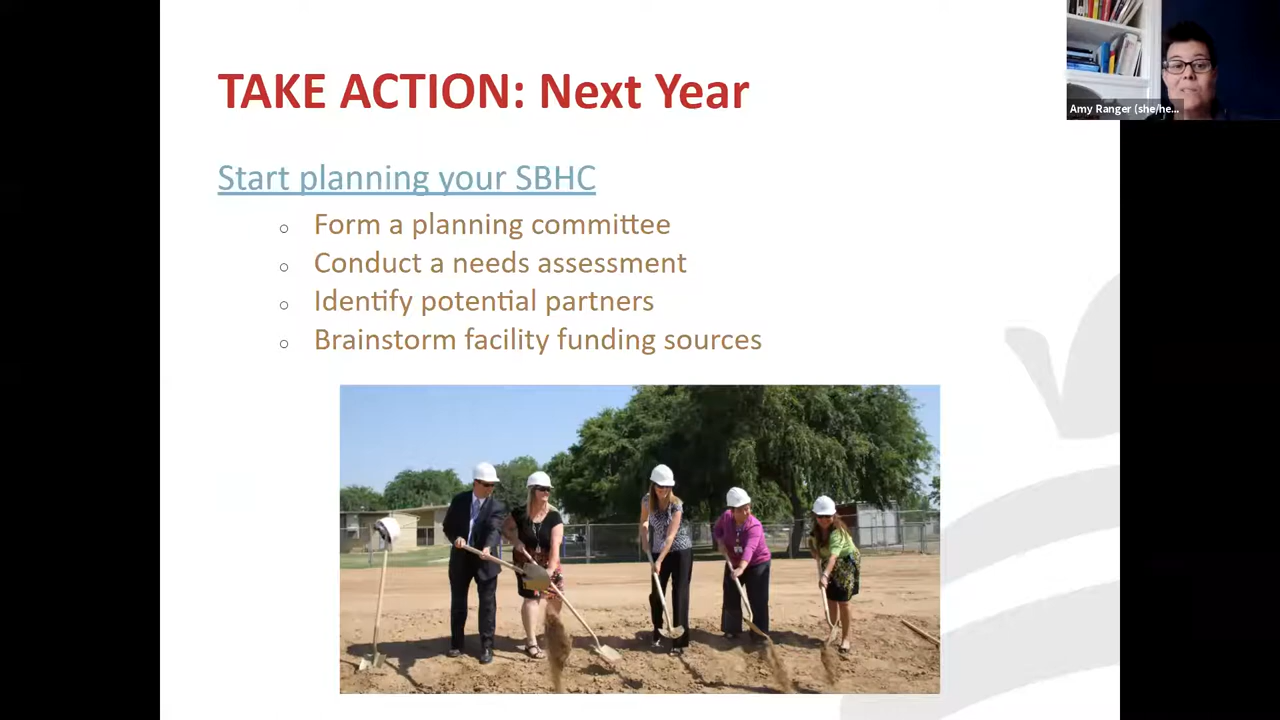 TAKE ACTION: Next Year
Start planning your SBHC
Form a planning committee
Conduct a needs assessment
Identify potential partners
Brainstorm facility funding sources
Amy Ranger (she/he...